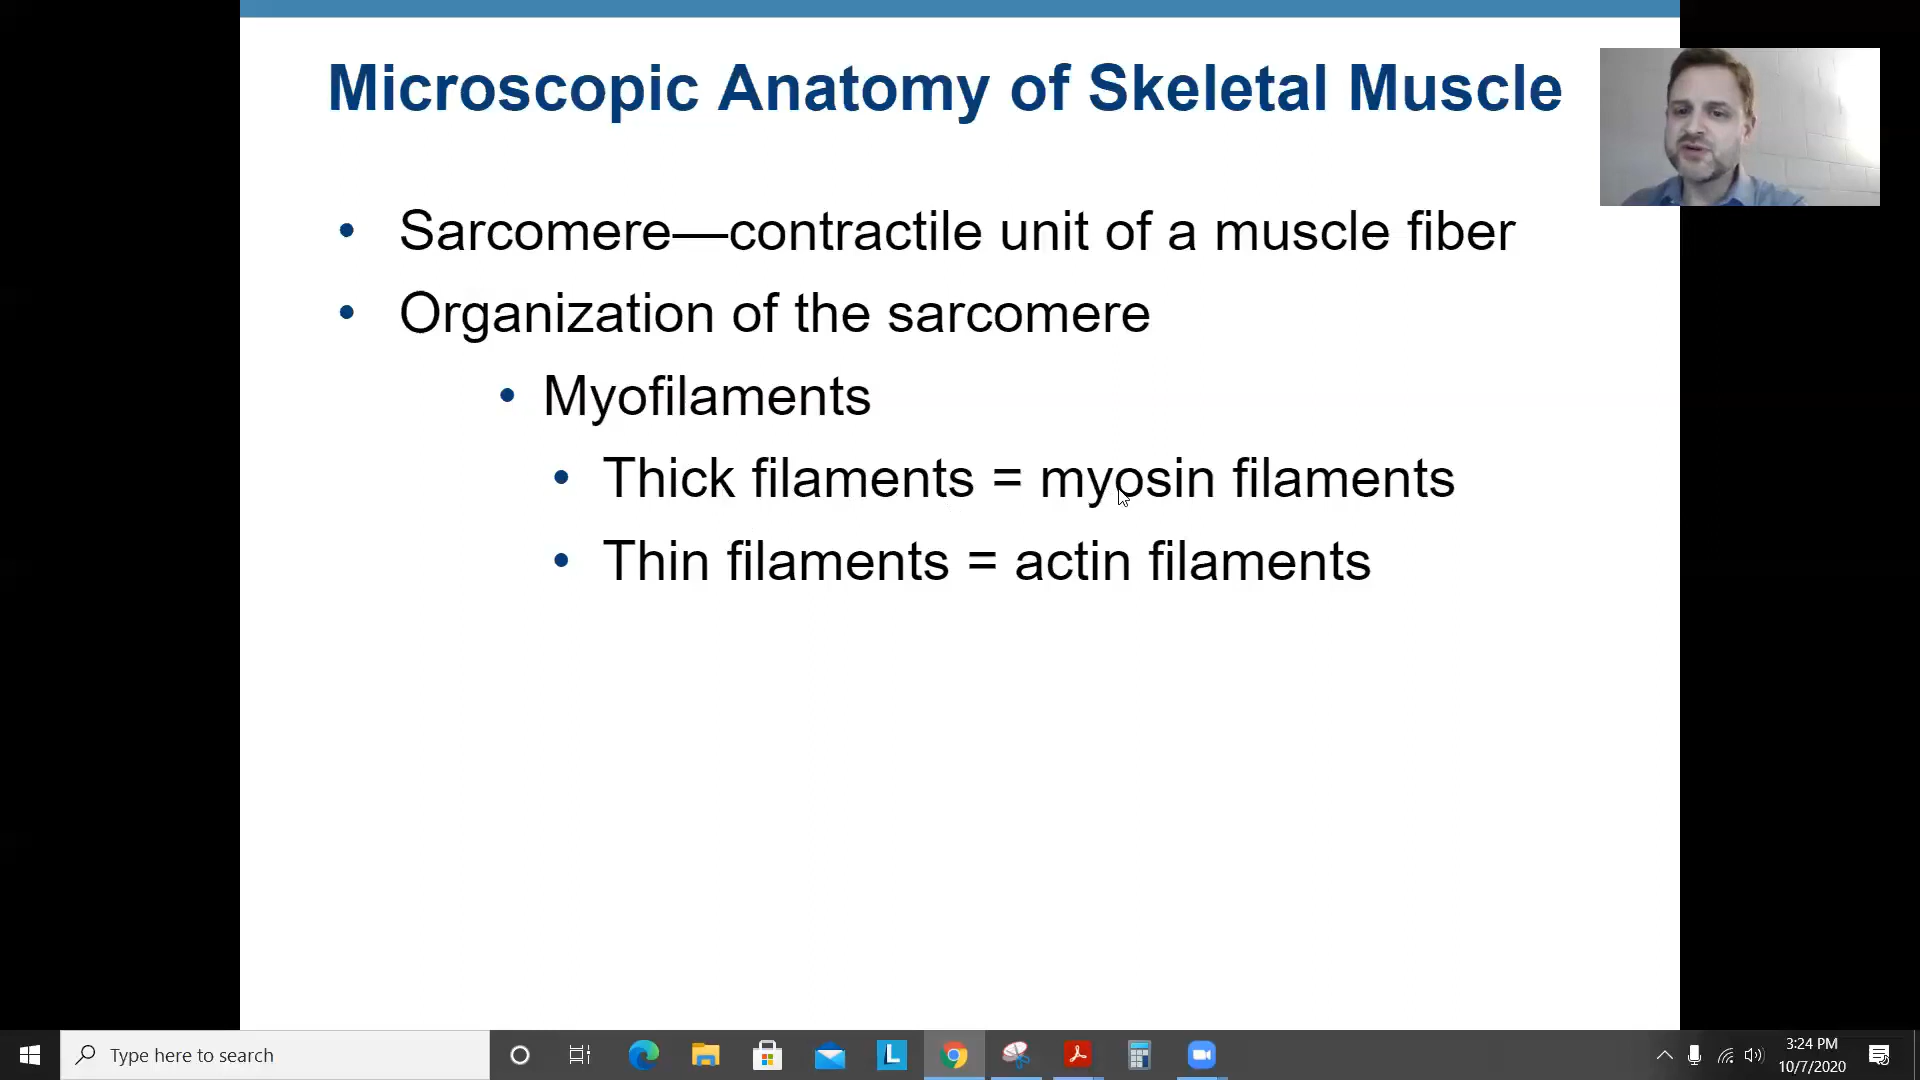 Microscopic Anatomy of Skeletal Muscle
• Sarcomere—contractile unit of a muscle fiber
• Organization of the sarcomere
• Myofilaments
• Thick filaments = myosin filaments
• Thin filaments = actin filaments
Type here to search
L
3:24 PM
10/7/2020